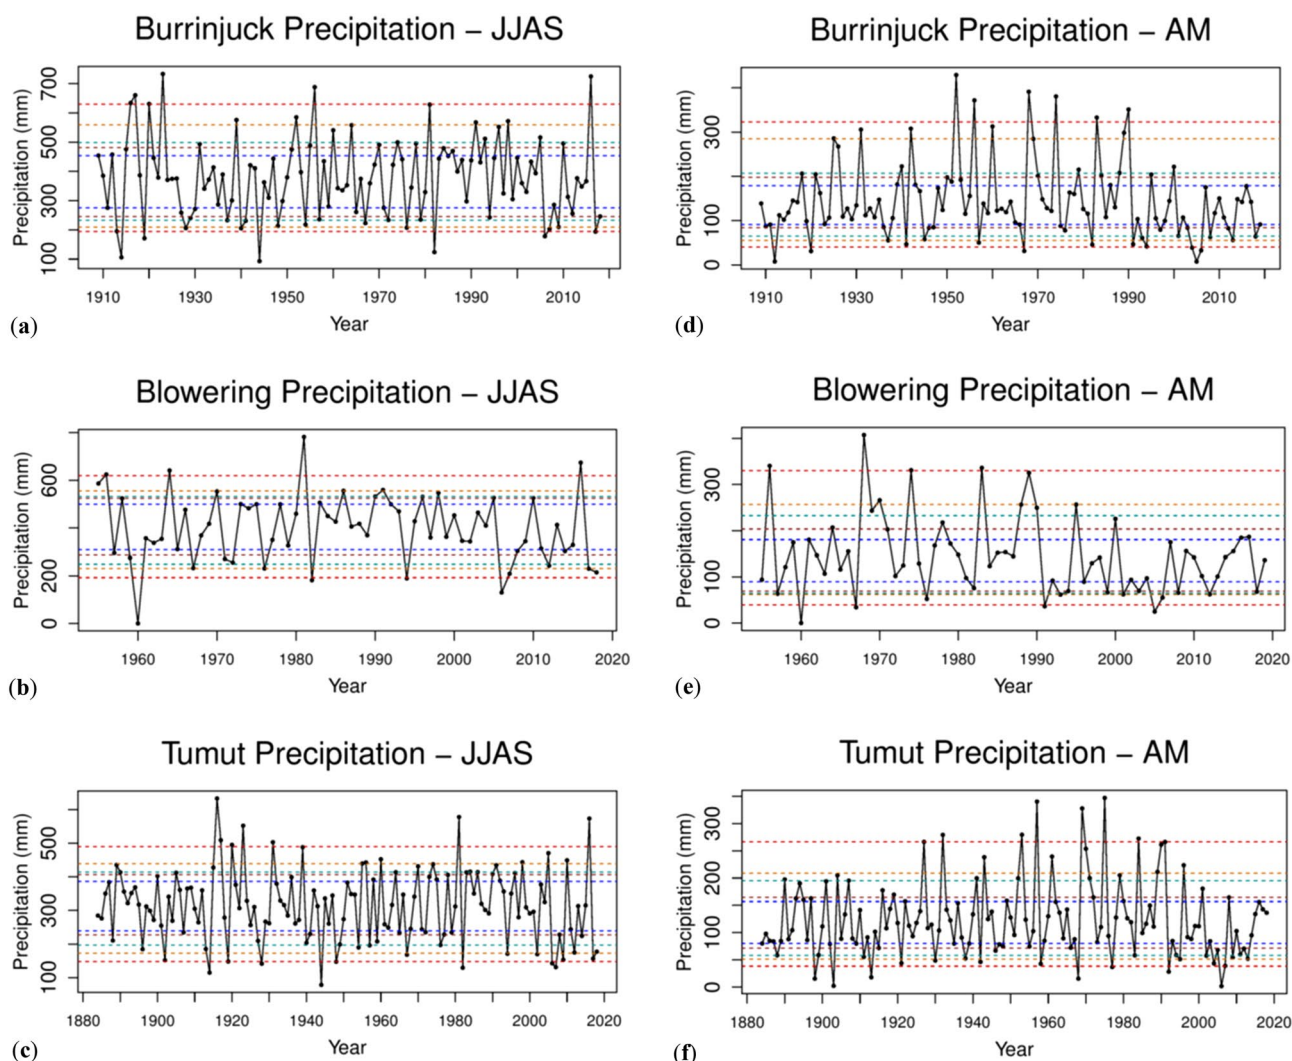 Burrinjuck Precipitation – JJAS
Precipitation (mm)
700
500
300
100
1910 1930 1950 1970 1990 2010
Year
(a)
Burrinjuck Precipitation – AM
Precipitation (mm)
300
100
0
1910 1930 1950 1970 1990 2010
Year
(d)
Blowering Precipitation – JJAS
Precipitation (mm)
600
200
0
1960 1970 1980 1990 2000 2010 2020
Year
(b)
Blowering Precipitation – AM
Precipitation (mm)
300
100
0
1960 1970 1980 1990 2000 2010 2020
Year
(e)
Tumut Precipitation – JJAS
Precipitation (mm)
500
300
100
1880 1900 1920 1940 1960 1980 2000 2020
Year
(c)
Tumut Precipitation – AM
Precipitation (mm)
300
200
100
0
1880 1900 1920 1940 1960 1980 2000 2020
Year
(f)